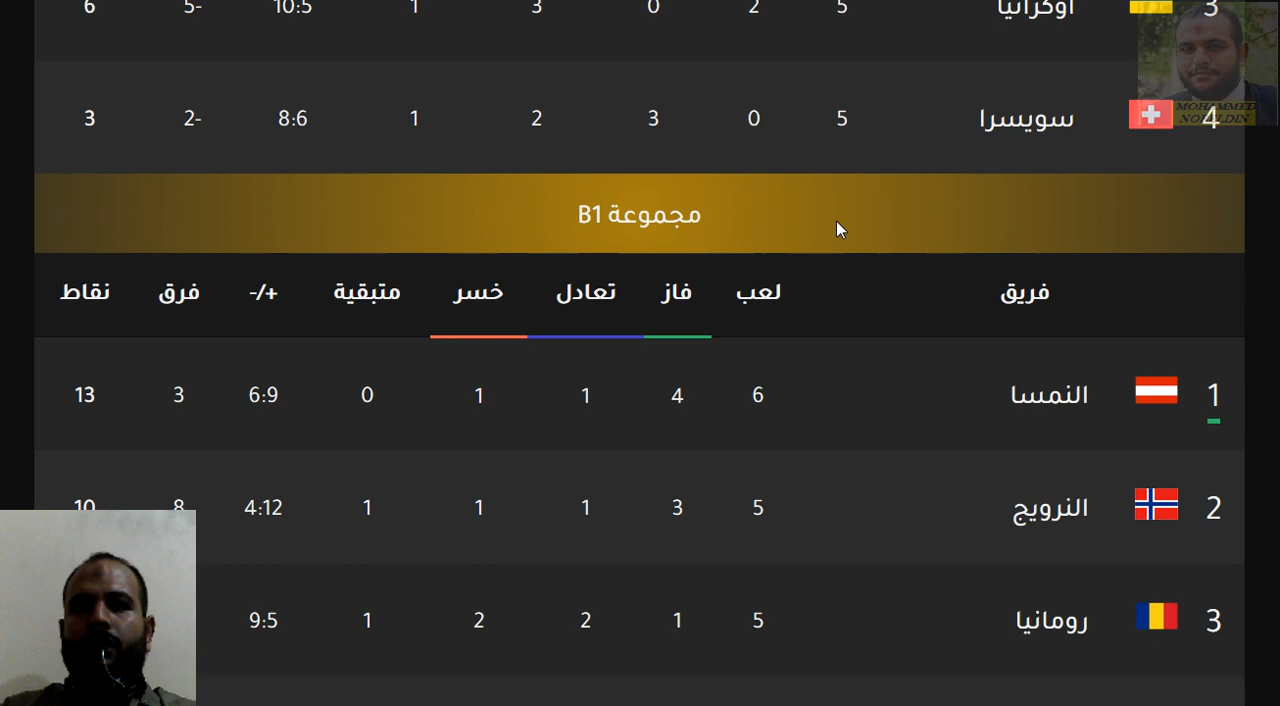 3 أوكرانيا 5 2 0 3 1 10:5 5- 6
4 سويسرا 5 0 3 2 1 8:6 2- 3
MOHAMMED
مجموعة B1
فريق لعب فاز تعادل خسر متبقية +/- فرق نقاط
1 النمسا 6 4 1 1 0 6:9 3 13
2 النرويج 5 3 1 1 1 4:12 8 10
3 رومانيا 5 1 2 2 1 9:5